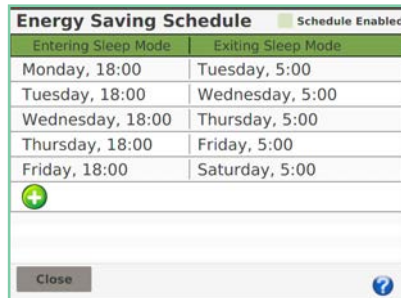 Energy Saving Schedule Schedule Enabled
Entering Sleep Mode Exiting Sleep Mode
Monday, 18:00 Tuesday, 5:00
Tuesday, 18:00 Wednesday, 5:00
Wednesday, 18:00 Thursday, 5:00
Thursday, 18:00 Friday, 5:00
Friday, 18:00 Saturday, 5:00
Close